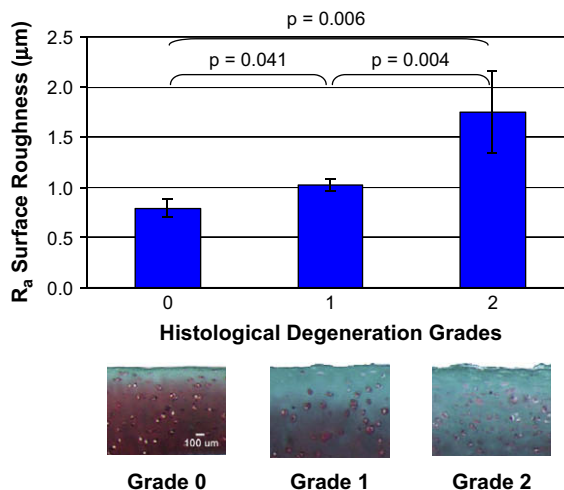 p = 0.006
p = 0.041 p = 0.004
Ra Surface Roughness (μm)
2.5
2.0
1.5
1.0
0.5
0.0
0 1 2
Histological Degeneration Grades
100 um
Grade 0 Grade 1 Grade 2